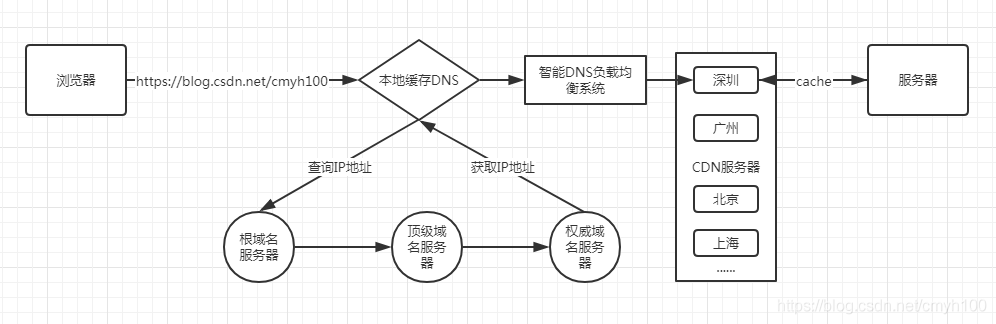 浏览器
https://blog.csdn.net/cmyh100
本地缓存DNS
智能DNS负载均
衡系统
深圳
cache
服务器
广州
CDN服务器
北京
上海
......
查询IP地址
获取IP地址
根域名
服务器
顶级域
名服务
器
权威域
名服务
器
https://blog.csdn.net/cmyh100